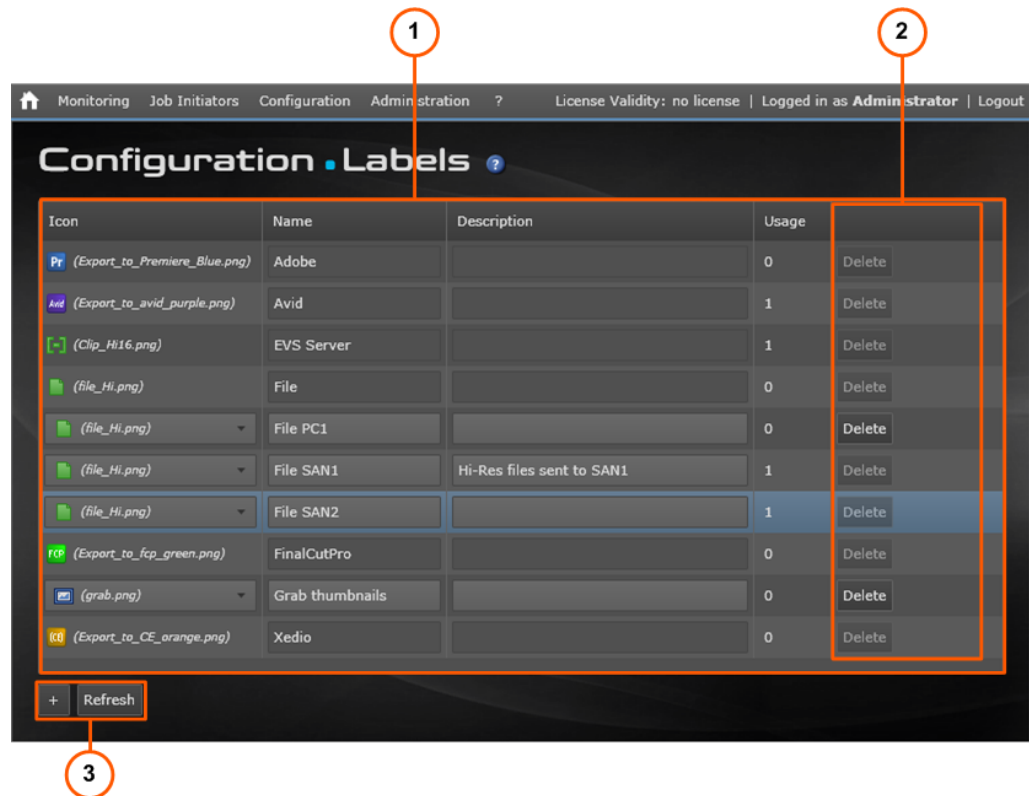 1
2
Monitoring Job Initiators Configuration Administration ? License Validity: no license | Logged in as Administrator | Logout
Configuration.Labels ?
Icon Name Description Usage
Pr (Export_to_Premiere_Blue.png) Adobe 0 Delete
Avid (Export_to_avid_purple.png) Avid 1 Delete
[-] (Clip_Hi16.png) EVS Server 1 Delete
(file_Hi.png) File 0 Delete
(file_Hi.png) File PC1 0 Delete
(file_Hi.png) File SAN1 Hi-Res files sent to SAN1 1 Delete
(file_Hi.png) File SAN2 1 Delete
FCP (Export_to_fcp_green.png) FinalCutPro 0 Delete
(grab.png) Grab thumbnails 0 Delete
(CE) (Export_to_CE_orange.png) Xedio 0 Delete
+ Refresh
3